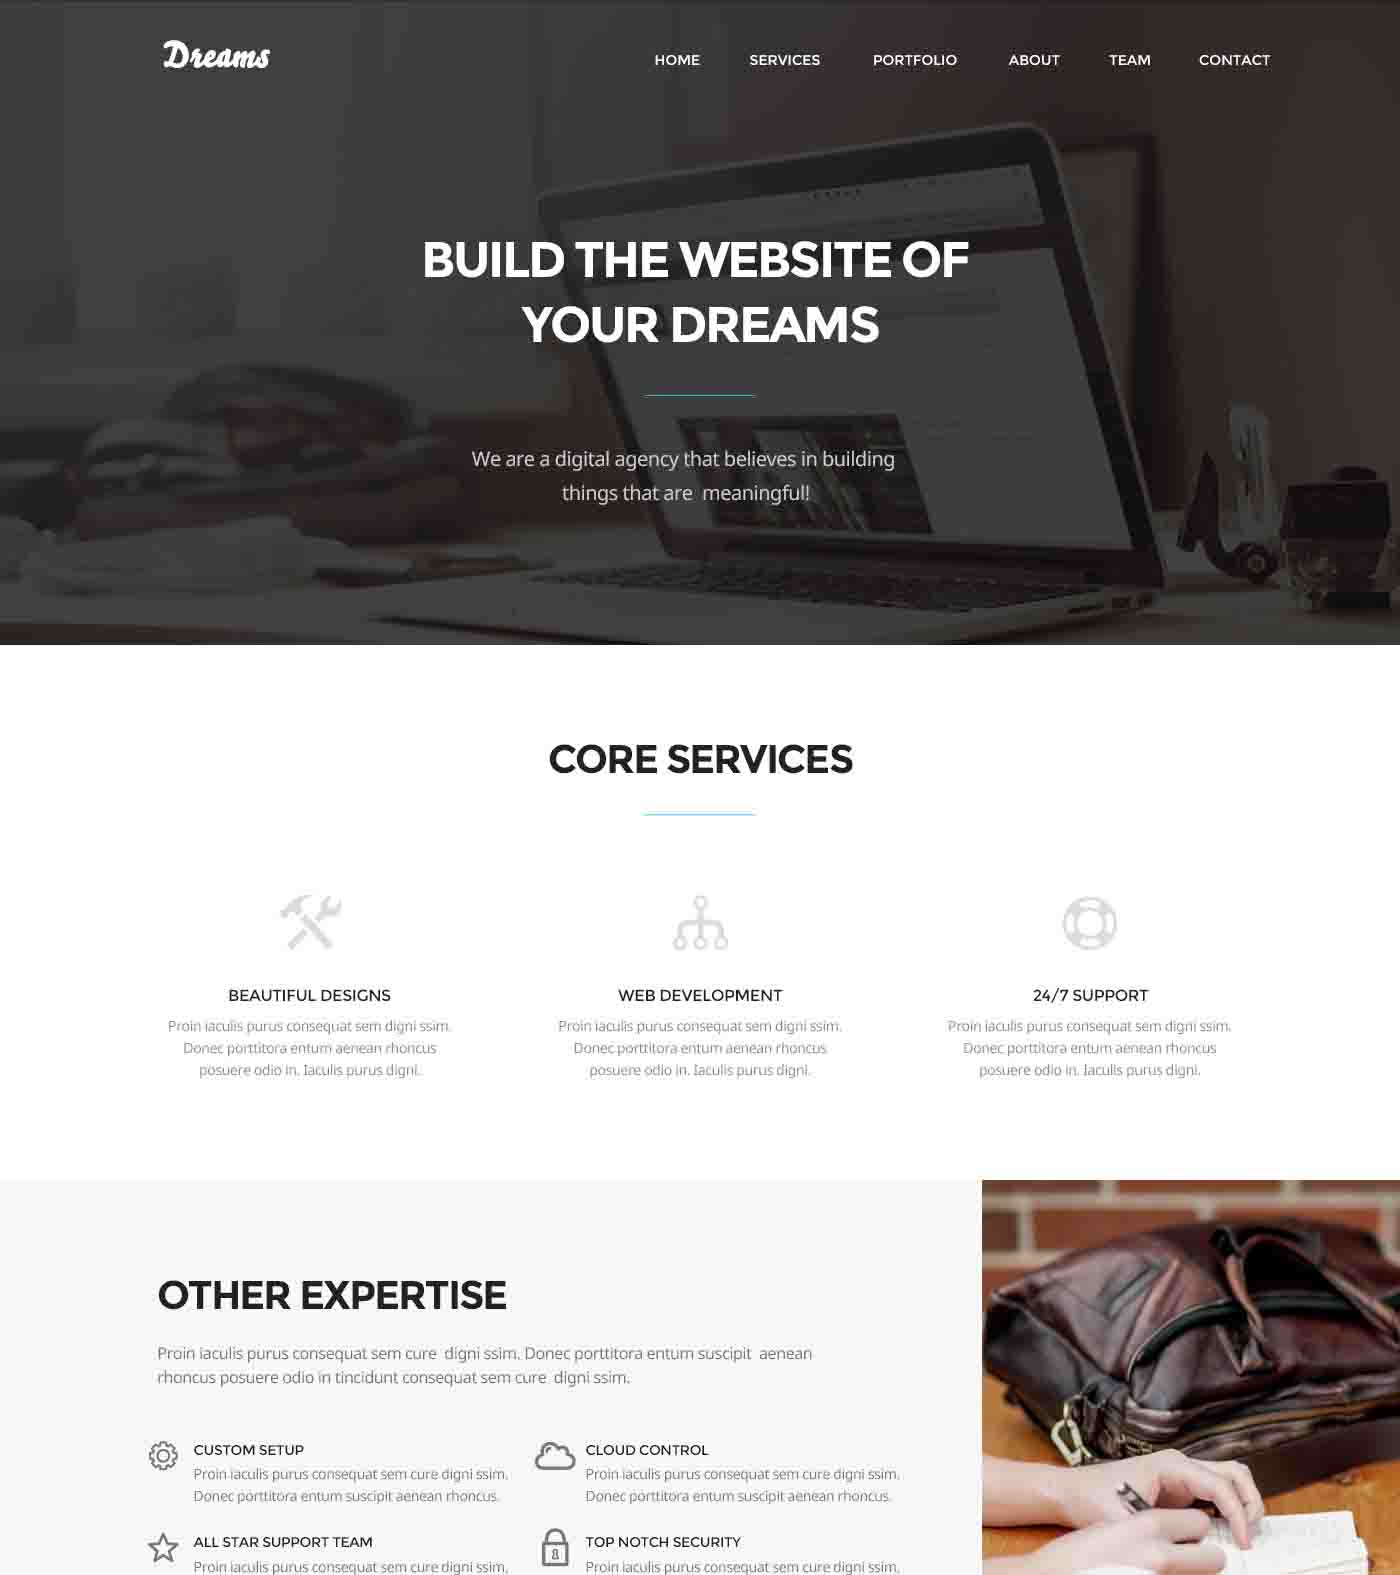 Dreams
HOME SERVICES PORTFOLIO ABOUT TEAM CONTACT
BUILD THE WEBSITE OF
YOUR DREAMS
We are a digital agency that believes in building
things that are meaningful!
CORE SERVICES
BEAUTIFUL DESIGNS
Proin iaculis purus consequat sem digni ssim.
Donec porttitora entum aenean rhoncus
posuere odio in. Iaculis purus digni.
WEB DEVELOPMENT
Proin iaculis purus consequat sem digni ssim.
Donec porttitora entum aenean rhoncus
posuere odio in. Iaculis purus digni.
24/7 SUPPORT
Proin iaculis purus consequat sem digni ssim.
Donec porttitora entum aenean rhoncus
posuere odio in. Iaculis purus digni.
OTHER EXPERTISE
Proin iaculis purus consequat sem cure digni ssim. Donec porttitora entum suscipit aenean
rhoncus posuere odio in tincidunt consequat sem cure digni ssim.
CUSTOM SETUP
Proin iaculis purus consequat sem cure digni ssim.
Donec porttitora entum suscipit aenean rhoncus.
CLOUD CONTROL
Proin iaculis purus consequat sem cure digni ssim.
Donec porttitora entum suscipit aenean rhoncus.
ALL STAR SUPPORT TEAM
Proin iaculis purus consequat sem cure digni ssim.
TOP NOTCH SECURITY
Proin iaculis purus consequat sem cure digni ssim.